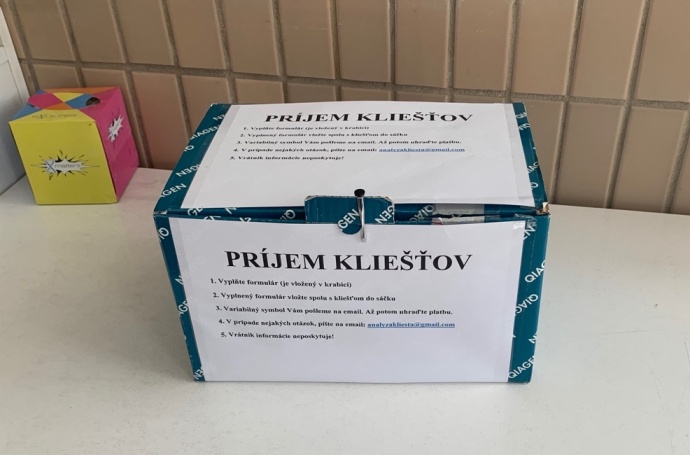 PRÍJEM KLIEŠŤOV
1. Vyplňte formulár (je vložený v krabici)
2. Vyplnený formulár vložte spolu s kliešťom do sáčku
3. Variabilný symbol Vám pošleme na email. Až potom uhraďte platbu.
4. V prípade nejakých otázok, píšte na email: analyzakliesta@gmail.com
5. Vrátnik informácie neposkytuje!
PRÍJEM KLIEŠŤOV
1. Vyplňte formulár (je vložený v krabici)
2. Vyplnený formulár vložte spolu s kliešťom do sáčku
3. Variabilný symbol Vám pošleme na email. Až potom uhraďte platbu.
4. V prípade nejakých otázok, píšte na email: analyzakliesta@gmail.com
5. Vrátnik informácie neposkytuje!
QIAGEN
QIAGEN
QIAGEN